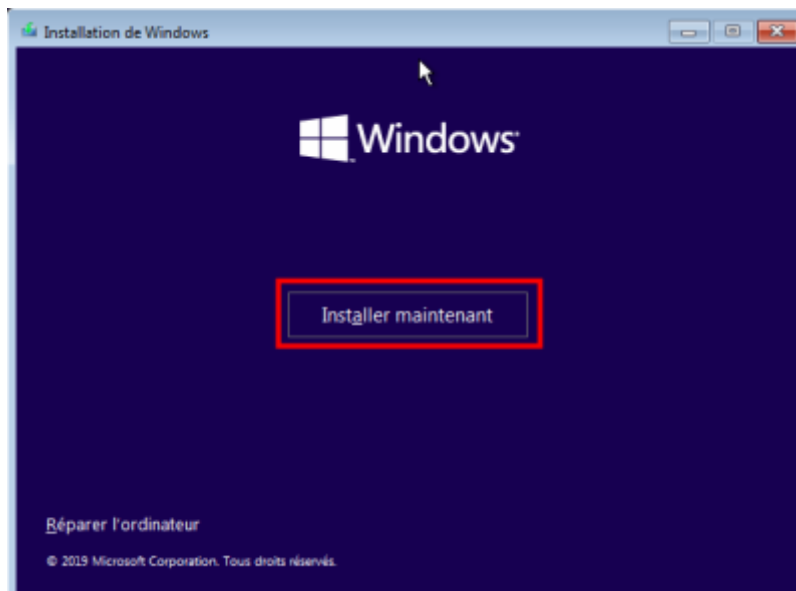 Installation de Windows
Windows
Installer maintenant
Réparer l'ordinateur
© 2019 Microsoft Corporation. Tous droits réservés.